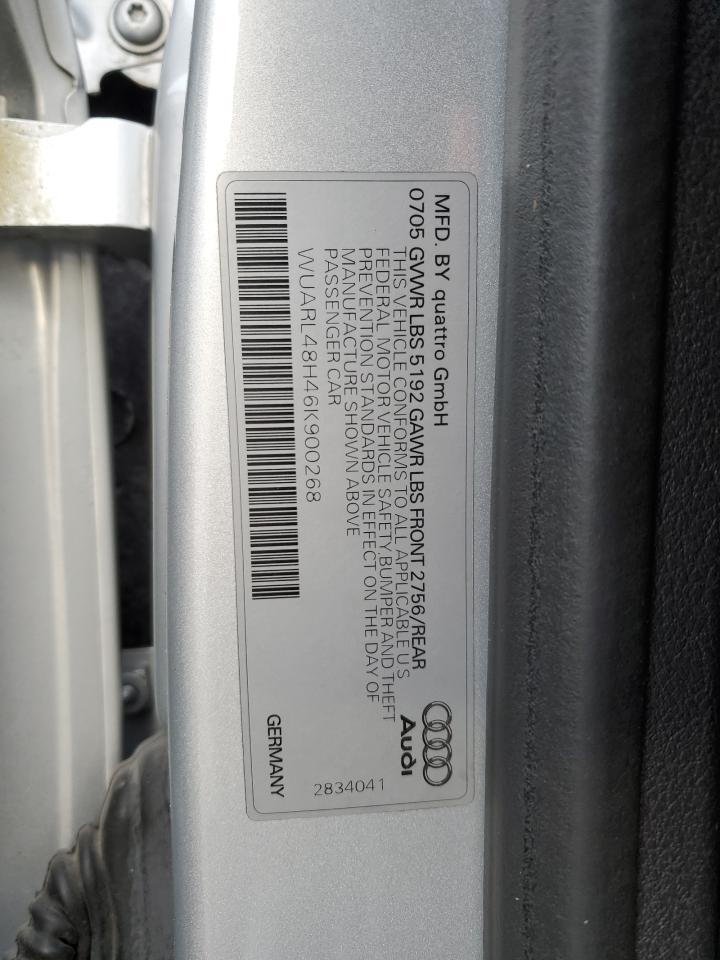 MFD. BY quattro GmbH
0705 GVWR LBS 5192 GAWR LBS FRONT 2756/REAR
THIS VEHICLE CONFORMS TO ALL APPLICABLE U S
FEDERAL MOTOR VEHICLE SAFETY,BUMPER AND THEFT
PREVENTION STANDARDS IN EFFECT ON THE DAY OF
MANUFACTURE SHOWN ABOVE
PASSENGER CAR
WUARL48H46K900268
Audi
2834041
GERMANY